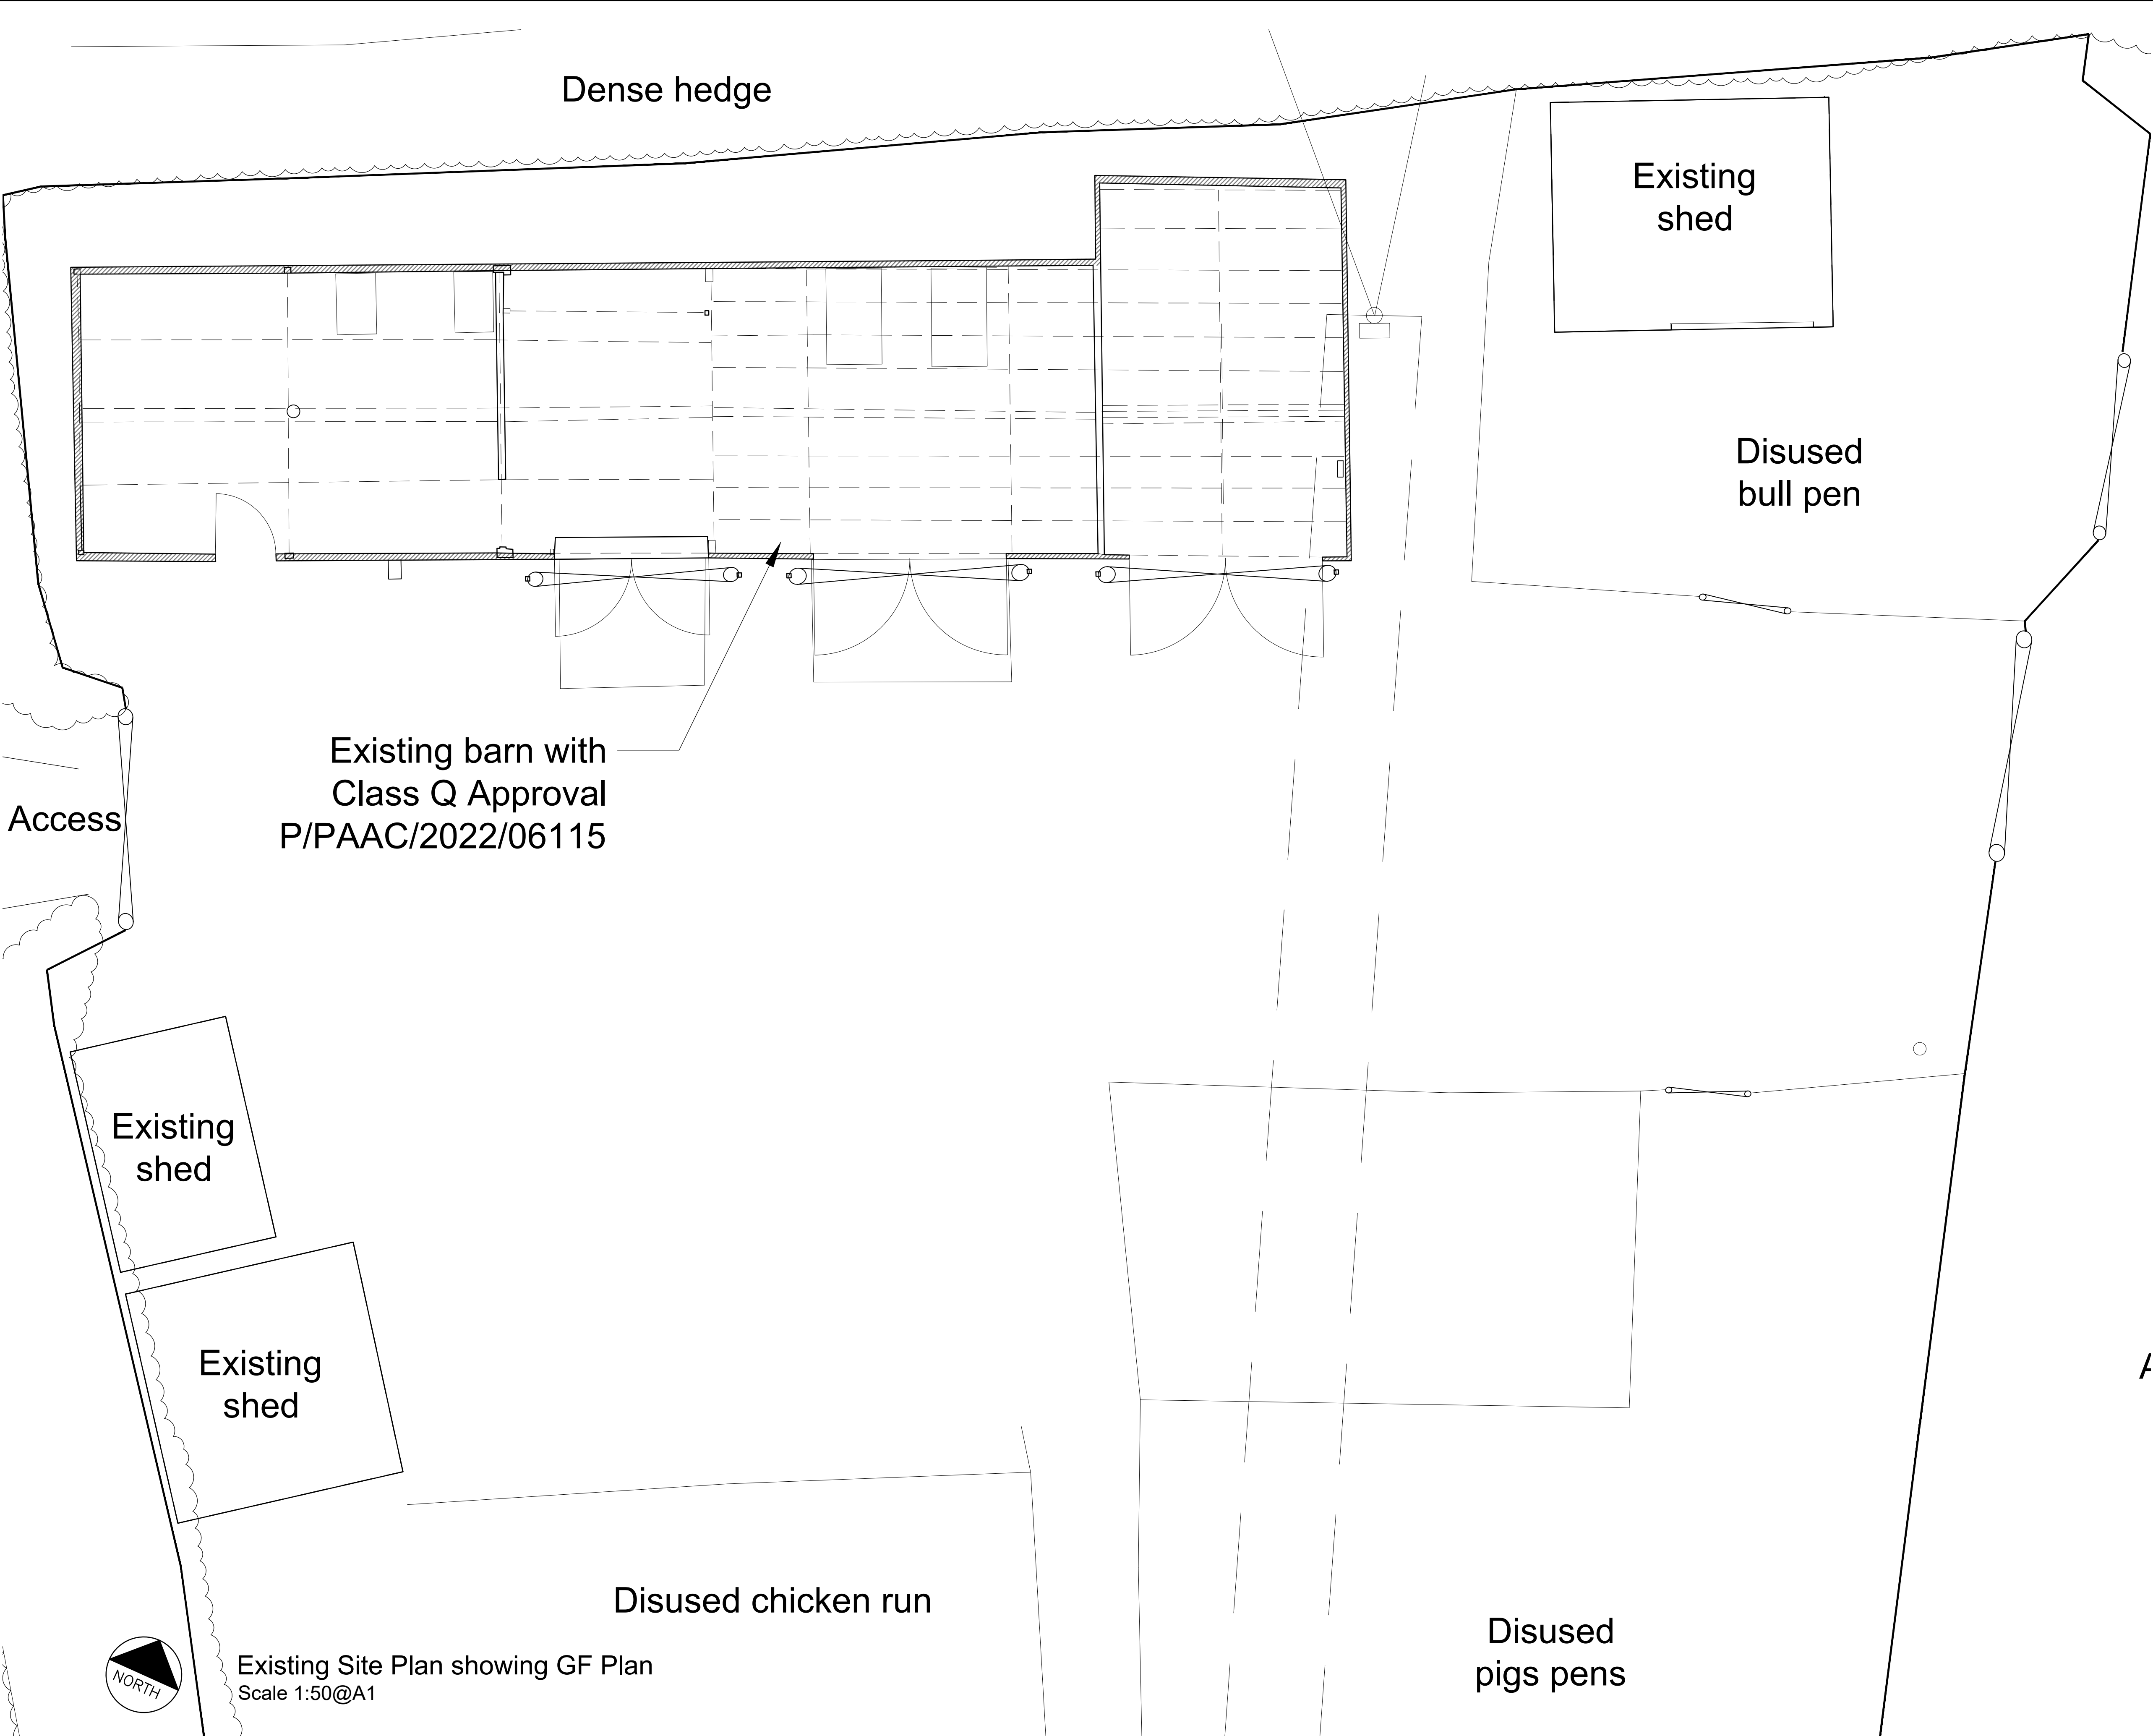 Dense hedge
Existing
shed
Disused
bull pen
Existing barn with
Class Q Approval
P/PAAC/2022/06115
Access
Existing
shed
Existing
shed
Disused chicken run
Disused
pigs pens
NORTH
Existing Site Plan showing GF Plan
Scale 1:50@A1